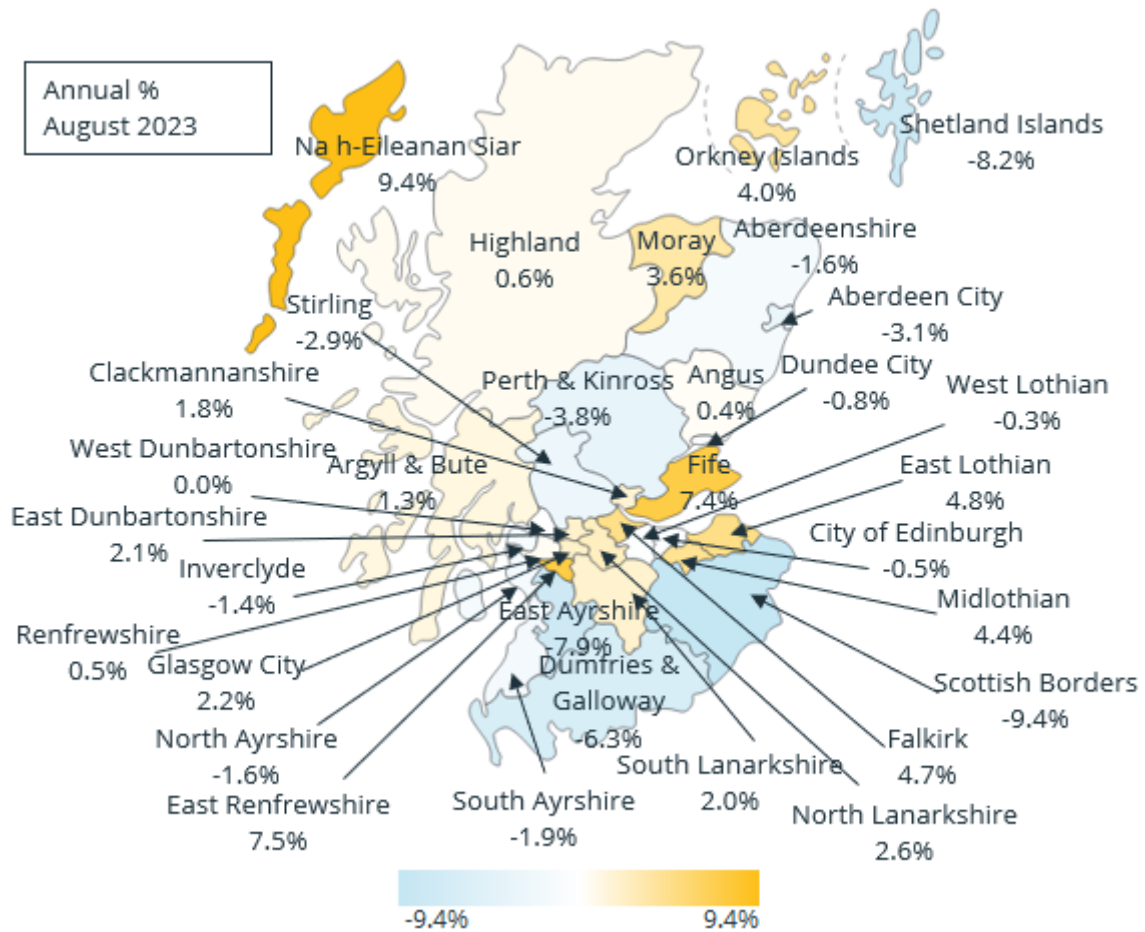 Annual %
August 2023
Na h-Eileanan Siar
9.4%
Orkney Islands
4.0%
Shetland Islands
-8.2%
Highland
0.6%
Moray
3.6%
Aberdeenshire
-1.6%
Aberdeen City
-3.1%
Stirling
-2.9%
Clackmannanshire
1.8%
Perth & Kinross
-3.8%
Angus
0.4%
Dundee City
-0.8%
West Lothian
-0.3%
West Dunbartonshire
0.0%
Argyll & Bute
1.3%
Fife
7.4%
East Lothian
4.8%
East Dunbartonshire
2.1%
City of Edinburgh
-0.5%
Inverclyde
-1.4%
Midlothian
4.4%
Renfrewshire
0.5%
Glasgow City
2.2%
East Ayrshire
-7.9%
Dumfries &
Galloway
-6.3%
Scottish Borders
-9.4%
North Ayrshire
-1.6%
Falkirk
4.7%
East Renfrewshire
7.5%
South Ayrshire
-1.9%
South Lanarkshire
2.0%
North Lanarkshire
2.6%
-9.4%
9.4%